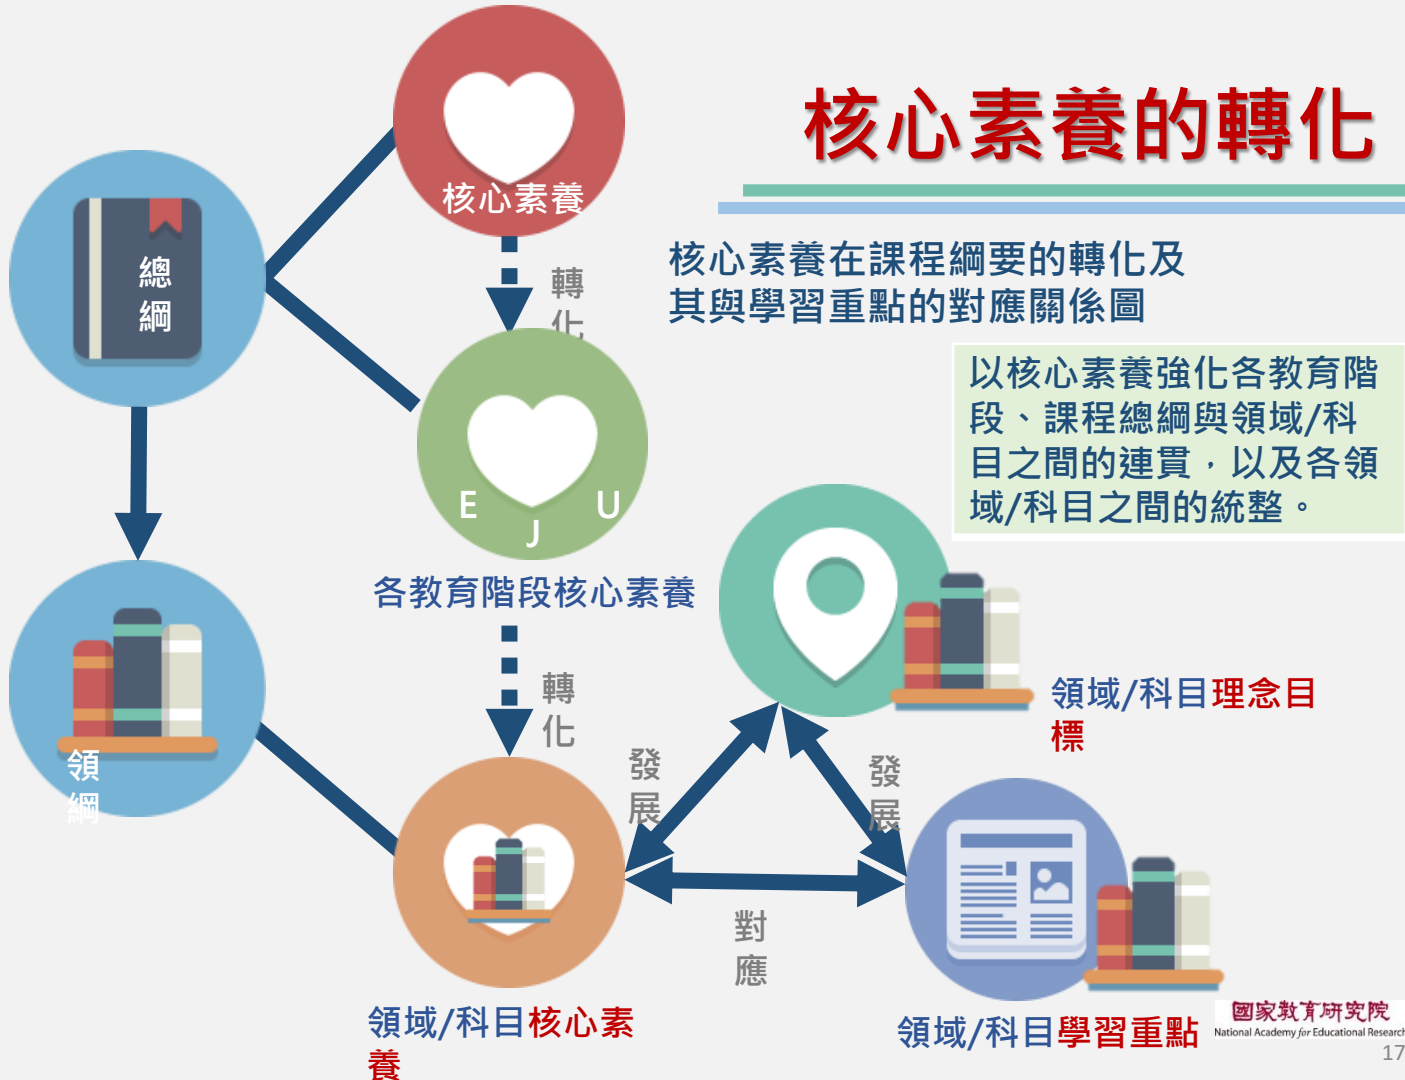 核心素養的轉化
核心素養在課程綱要的轉化及
其與學習重點的對應關係圖
以核心素養強化各教育階
段、課程總綱與領域/科
目之間的連貫，以及各領
域/科目之間的統整。
核心素養
總
綱
轉
化
E
J
U
各教育階段核心素養
轉
化
領
綱
領域/科目理念目
標
發
展
發
展
對
應
領域/科目核心素
養
領域/科目學習重點
國家教育研究院
National Academy for Educational Research
17